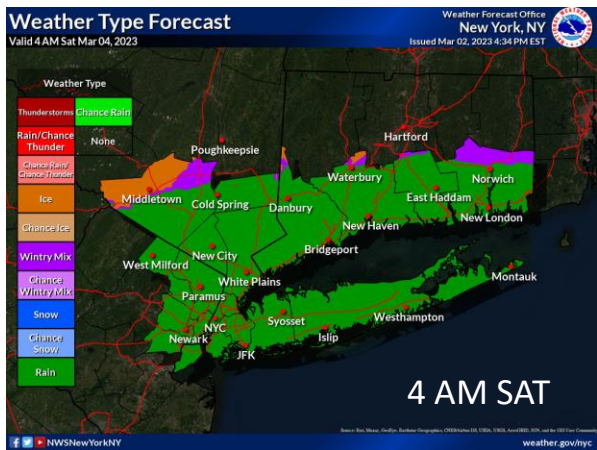 Weather Type Forecast
Valid 4 AM Sat Mar 04, 2023
Weather Forecast Office
New York, NY
Issued Mar 02, 2023 4:34 PM EST
Weather Type
Thunderstorms
Chance Rain
Rain/Chance
Thunder
None
Chance Rain/
Chance Thunder
Ice
Chance Ice
Wintry Mix
Chance
Wintry Mix
Snow
Chance
Snow
Rain
Poughkeepsie
Hartford
Middletown
Cold Spring
Danbury
Waterbury
East Haddam
Norwich
New London
New Haven
Bridgeport
West Milford
New City
White Plains
Paramus
NYC
Newark
JFK
Syosset
Islip
Westhampton
Montauk
4 AM SAT
NWSNewYorkNY
weather.gov/nyc